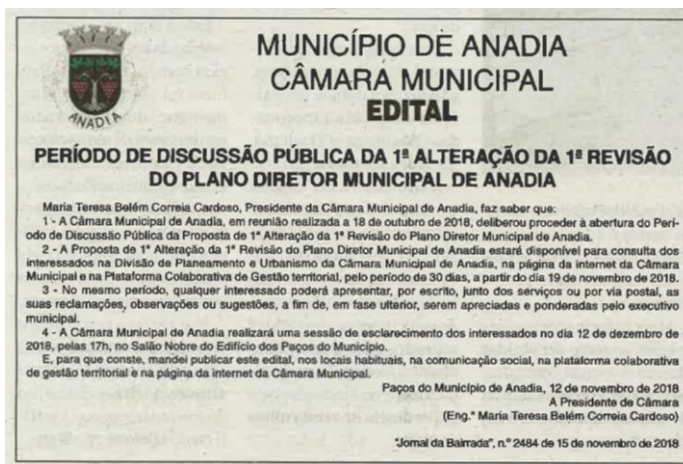 ANADIA
MUNICÍPIO DE ANADIA
CÂMARA MUNICIPAL
EDITAL
PERÍODO DE DISCUSSÃO PÚBLICA DA 1ª ALTERAÇÃO DA 1ª REVISÃO
DO PLANO DIRETOR MUNICIPAL DE ANADIA
Maria Teresa Belém Correia Cardoso, Presidente da Câmara Municipal de Anadia, faz saber que:
1 - A Câmara Municipal de Anadia, em reunião realizada a 18 de outubro de 2018, deliberou proceder à abertura do Perí-
odo de Discussão Pública da Proposta de 1ª Alteração da 1ª Revisão do Plano Diretor Municipal de Anadia.
2 - A Proposta de 1ª Alteração da 1ª Revisão do Plano Diretor Municipal de Anadia estará disponível para consulta dos
interessados na Divisão de Planeamento e Urbanismo da Câmara Municipal de Anadia, na página da internet da Câmara
Municipal e na Plataforma Colaborativa de Gestão territorial, pelo período de 30 dias, a partir do dia 19 de novembro de 2018.
3 - No mesmo período, qualquer interessado poderá apresentar, por escrito, junto dos serviços ou por via postal, as
suas reclamações, observações ou sugestões, a fim de, em fase ulterior, serem apreciadas e ponderadas pelo executivo
municipal.
4 - A Câmara Municipal de Anadia realizará uma sessão de esclarecimento dos interessados no dia 12 de dezembro de
2018, pelas 17h, no Salão Nobre do Edifício dos Paços do Município.
E, para que conste, mandei publicar este edital, nos locais habituais, na comunicação social, na plataforma colaborativa
de gestão territorial e na página da internet da Câmara Municipal.
Paços do Município de Anadia, 12 de novembro de 2018
A Presidente de Câmara
(Eng.ª Maria Teresa Belém Correia Cardoso)
"Jornal da Bairrada", n.º 2484 de 15 de novembro de 2018